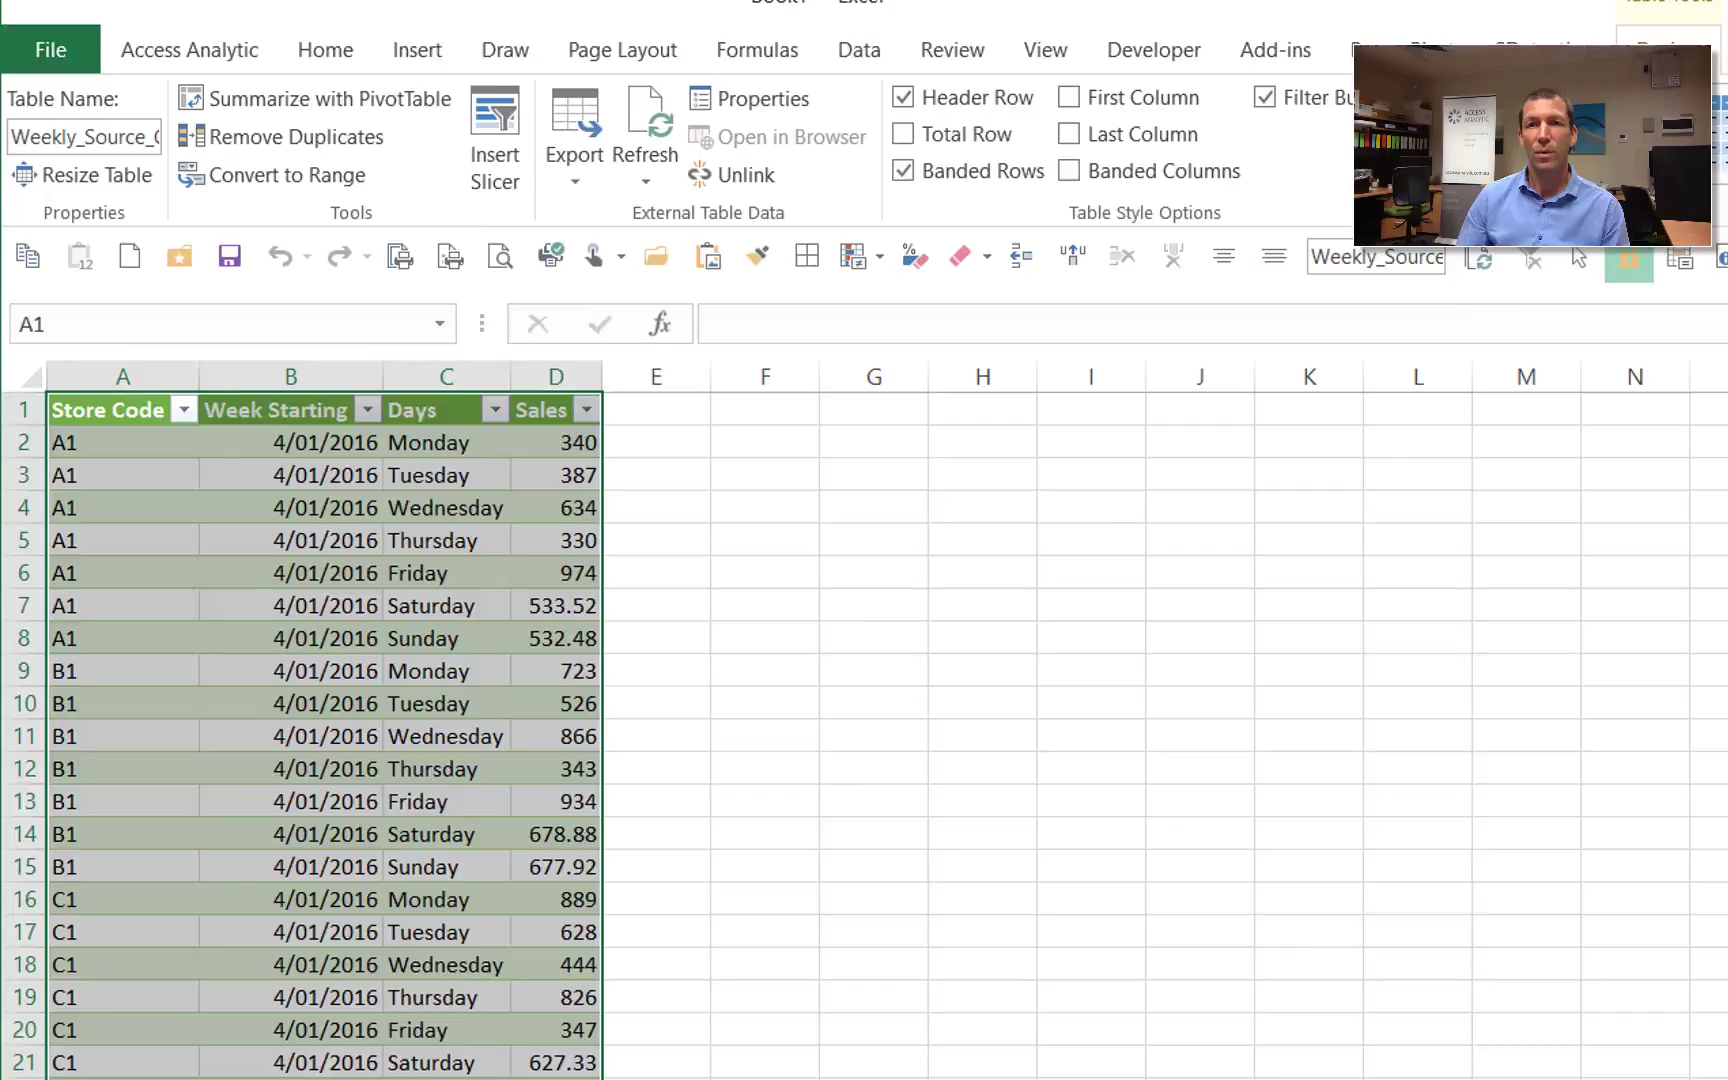 File Access Analytic Home Insert Draw Page Layout Formulas Data Review View Developer Add-ins
Table Name: Summarize with PivotTable Properties Header Row First Column Filter Bu
Weekly_Source_ Remove Duplicates Insert Slicer Export Refresh Open in Browser Total Row Last Column
Resize Table Convert to Range Unlink Banded Rows Banded Columns
Properties Tools External Table Data Table Style Options
12 Weekly_Source
A1 fx
A B C D E F G H I J K L M N
1 Store Code Week Starting Days Sales
2 A1 4/01/2016 Monday 340
3 A1 4/01/2016 Tuesday 387
4 A1 4/01/2016 Wednesday 634
5 A1 4/01/2016 Thursday 330
6 A1 4/01/2016 Friday 974
7 A1 4/01/2016 Saturday 533.52
8 A1 4/01/2016 Sunday 532.48
9 B1 4/01/2016 Monday 723
10 B1 4/01/2016 Tuesday 526
11 B1 4/01/2016 Wednesday 866
12 B1 4/01/2016 Thursday 343
13 B1 4/01/2016 Friday 934
14 B1 4/01/2016 Saturday 678.88
15 B1 4/01/2016 Sunday 677.92
16 C1 4/01/2016 Monday 889
17 C1 4/01/2016 Tuesday 628
18 C1 4/01/2016 Wednesday 444
19 C1 4/01/2016 Thursday 826
20 C1 4/01/2016 Friday 347
21 C1 4/01/2016 Saturday 627.33
ACCESS
ANALYTIC